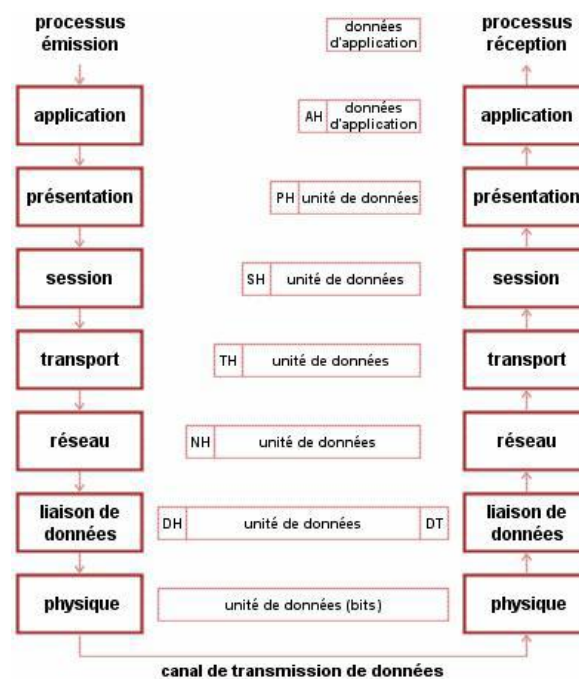 processus
émission
données
d'application
processus
réception
application
AH
données
d'application
application
présentation
PH
unité de données
présentation
session
SH
unité de données
session
transport
TH
unité de données
transport
réseau
NH
unité de données
réseau
liaison de
données
DH
unité de données
DT
liaison de
données
physique
unité de données (bits)
physique
canal de transmission de données